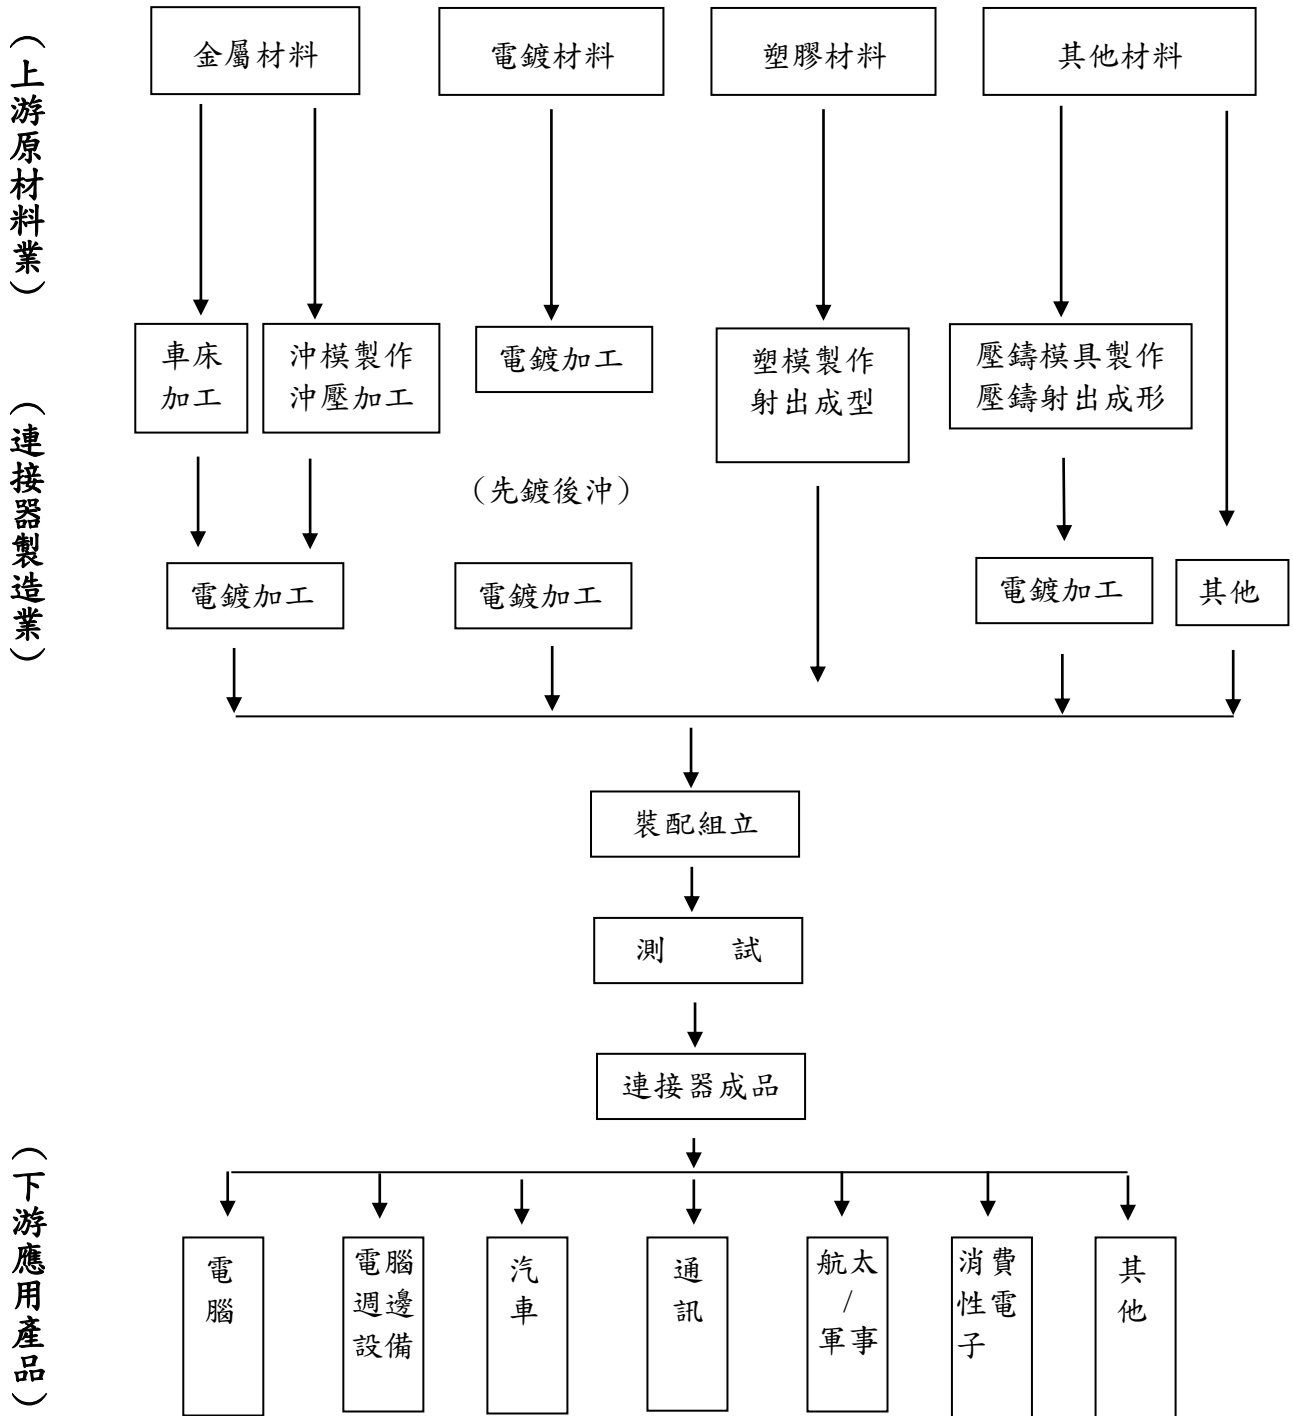 （上游原材料業）
金屬材料
電鍍材料
塑膠材料
其他材料
（連接器製造業）
車床
加工
沖模製作
沖壓加工
電鍍加工
塑模製作
射出成型
壓鑄模具製作
壓鑄射出成形
（先鍍後沖）
電鍍加工
電鍍加工
電鍍加工
其他
裝配組立
測 試
連接器成品
（下游應用產品）
電
腦
電腦
週邊
設備
汽
車
通
訊
航太
/
軍事
消費
性電
子
其
他